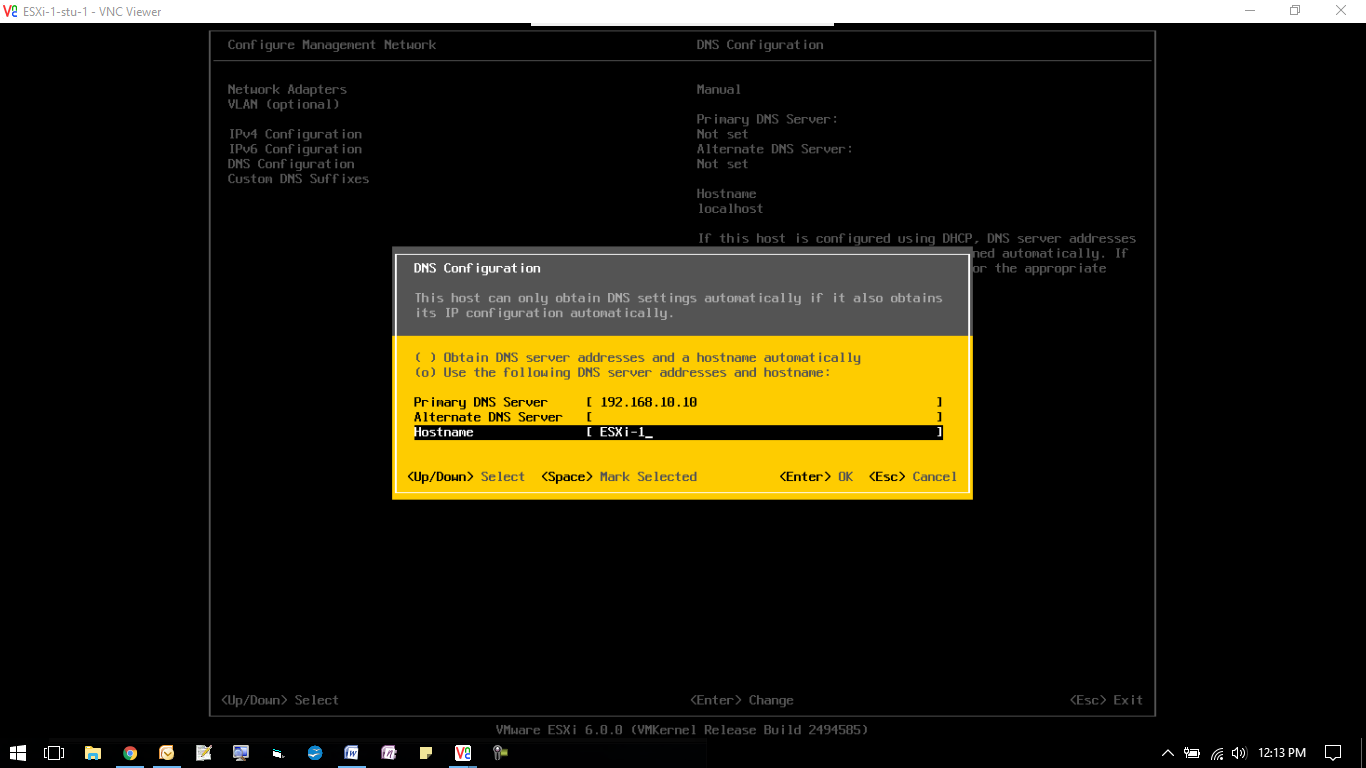 ESXi-1-stu-1 - VNC Viewer
Configure Management Network
DNS Configuration
Network Adapters
VLAN (optional)
IPv4 Configuration
IPv6 Configuration
DNS Configuration
Custom DNS Suffixes
Manual
Primary DNS Server:
Not set
Alternate DNS Server:
Not set
Hostname
localhost
If this host is configured using DHCP, DNS server addresses
ned automatically. If
or the appropriate
DNS Configuration
This host can only obtain DNS settings automatically if it also obtains
its IP configuration automatically.
( ) Obtain DNS server addresses and a hostname automatically
(o) Use the following DNS server addresses and hostname:
Primary DNS Server [ 192.168.10.10 ]
Alternate DNS Server [ ]
Hostname [ ESXi-1_ ]
<Up/Down> Select <Space> Mark Selected <Enter> OK <Esc> Cancel
<Up/Down> Select <Enter> Change <Esc> Exit
VMware ESXi 6.0.0 (VMKernel Release Build 2494585)
12:13 PM